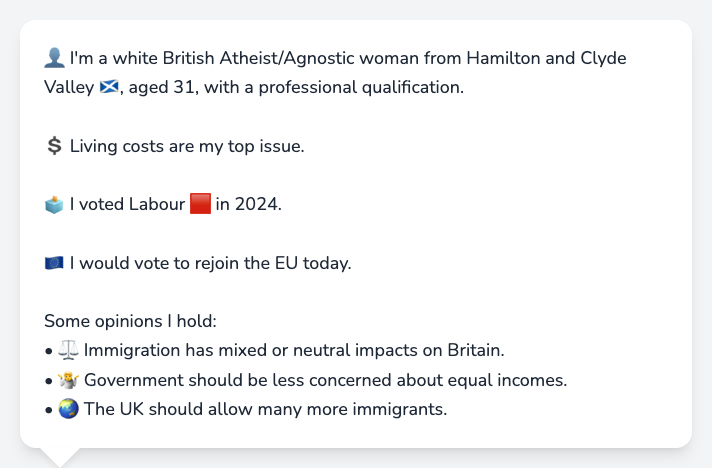 👤 I'm a white British Atheist/Agnostic woman from Hamilton and Clyde
Valley 🏴󠁧󠁢󠁳󠁣󠁴󠁿, aged 31, with a professional qualification.
💲 Living costs are my top issue.
🗳️ I voted Labour 🟥 in 2024.
🇪🇺 I would vote to rejoin the EU today.
Some opinions I hold:
• ⚖️ Immigration has mixed or neutral impacts on Britain.
• 🤷 Government should be less concerned about equal incomes.
• 🌏 The UK should allow many more immigrants.